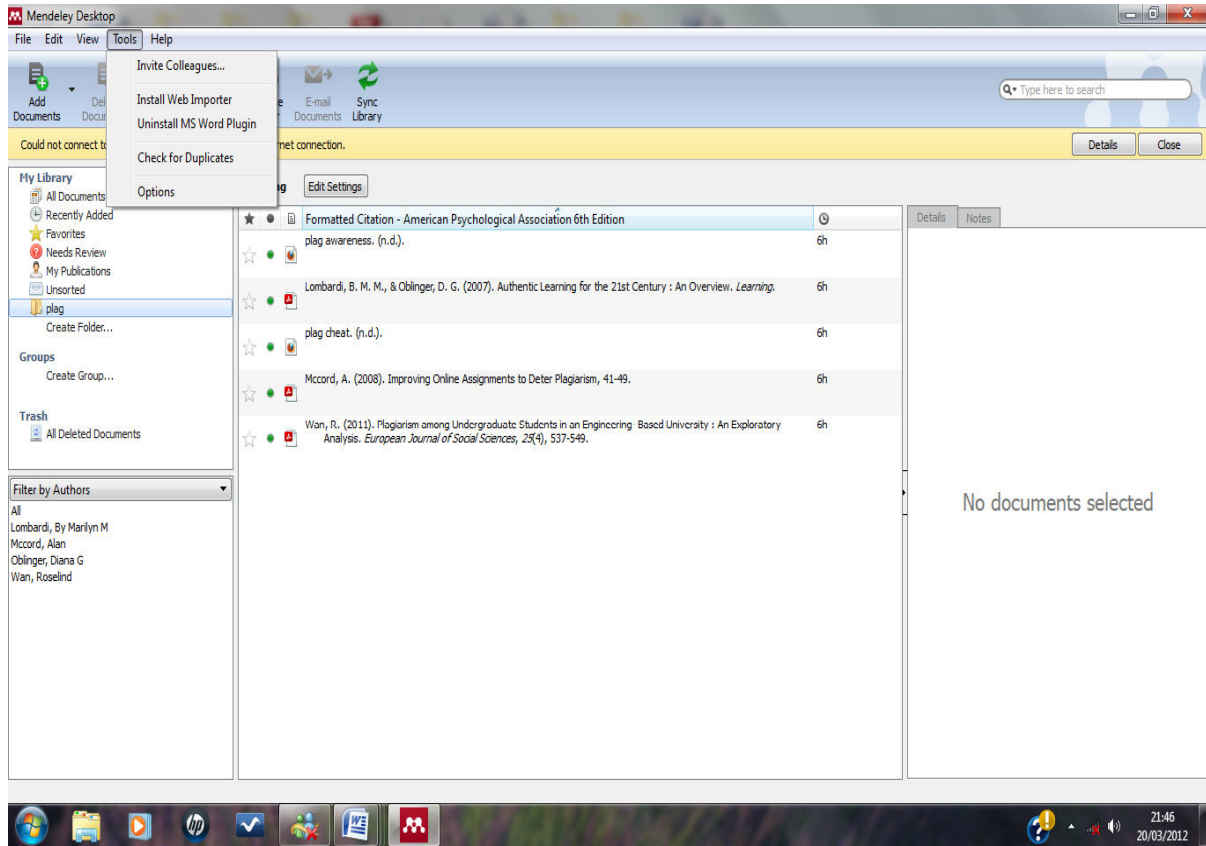 Mendeley Desktop
File Edit View Tools Help
Invite Colleagues...
Install Web Importer
Uninstall MS Word Plugin
Check for Duplicates
Options
Add
Documents
E-mail
Documents
Sync
Library
Type here to search
Could not connect to
net connection.
Details Close
My Library
All Documents
Recently Added
Favorites
Needs Review
My Publications
Unsorted
plag
Create Folder...
Groups
Create Group...
Trash
All Deleted Documents
Filter by Authors
All
Lombardi, By Marilyn M
Mccord, Alan
Oblinger, Diana G
Wan, Roselind
Edit Settings
Formatted Citation - American Psychological Association 6th Edition
plag awareness. (n.d.). 6h
Lombardi, B. M. M., & Oblinger, D. G. (2007). Authentic Learning for the 21st Century : An Overview. Learning. 6h
plag cheat. (n.d.). 6h
Mccord, A. (2008). Improving Online Assignments to Deter Plagiarism, 41-49. 6h
Wan, R. (2011). Plagiarism among Undergraduate Students in an Engineering Based University : An Exploratory 6h
Analysis. European Journal of Social Sciences, 25(4), 537-549.
Details Notes
No documents selected
hp
W
21:46
20/03/2012